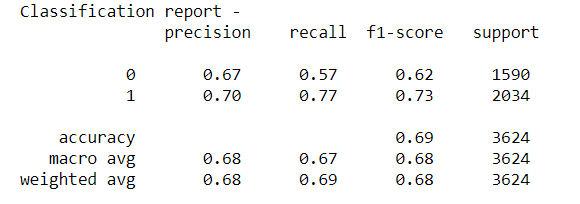 Classification report -
precision recall f1-score support
0 0.67 0.57 0.62 1590
1 0.70 0.77 0.73 2034
accuracy 0.69 3624
macro avg 0.68 0.67 0.68 3624
weighted avg 0.68 0.69 0.68 3624